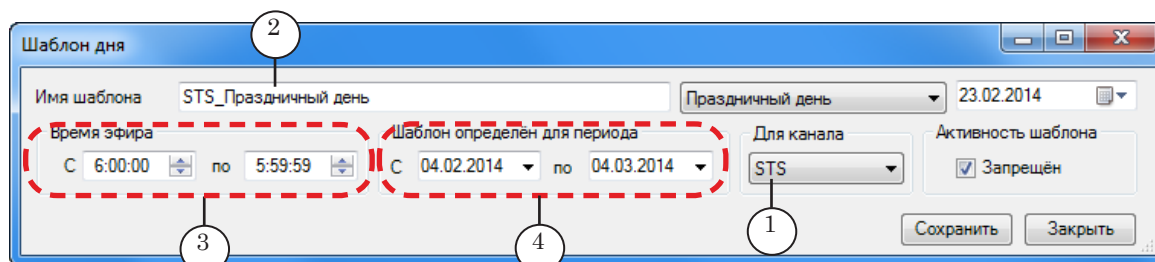 2
Шаблон дня
Имя шаблона STS_Праздничный день Праздничный день 23.02.2014
Время эфира Шаблон определён для периода Для канала Активность шаблона
С 6:00:00 по 5:59:59 С 04.02.2014 по 04.03.2014 STS Запрещён
3 4 1 Сохранить Закрыть